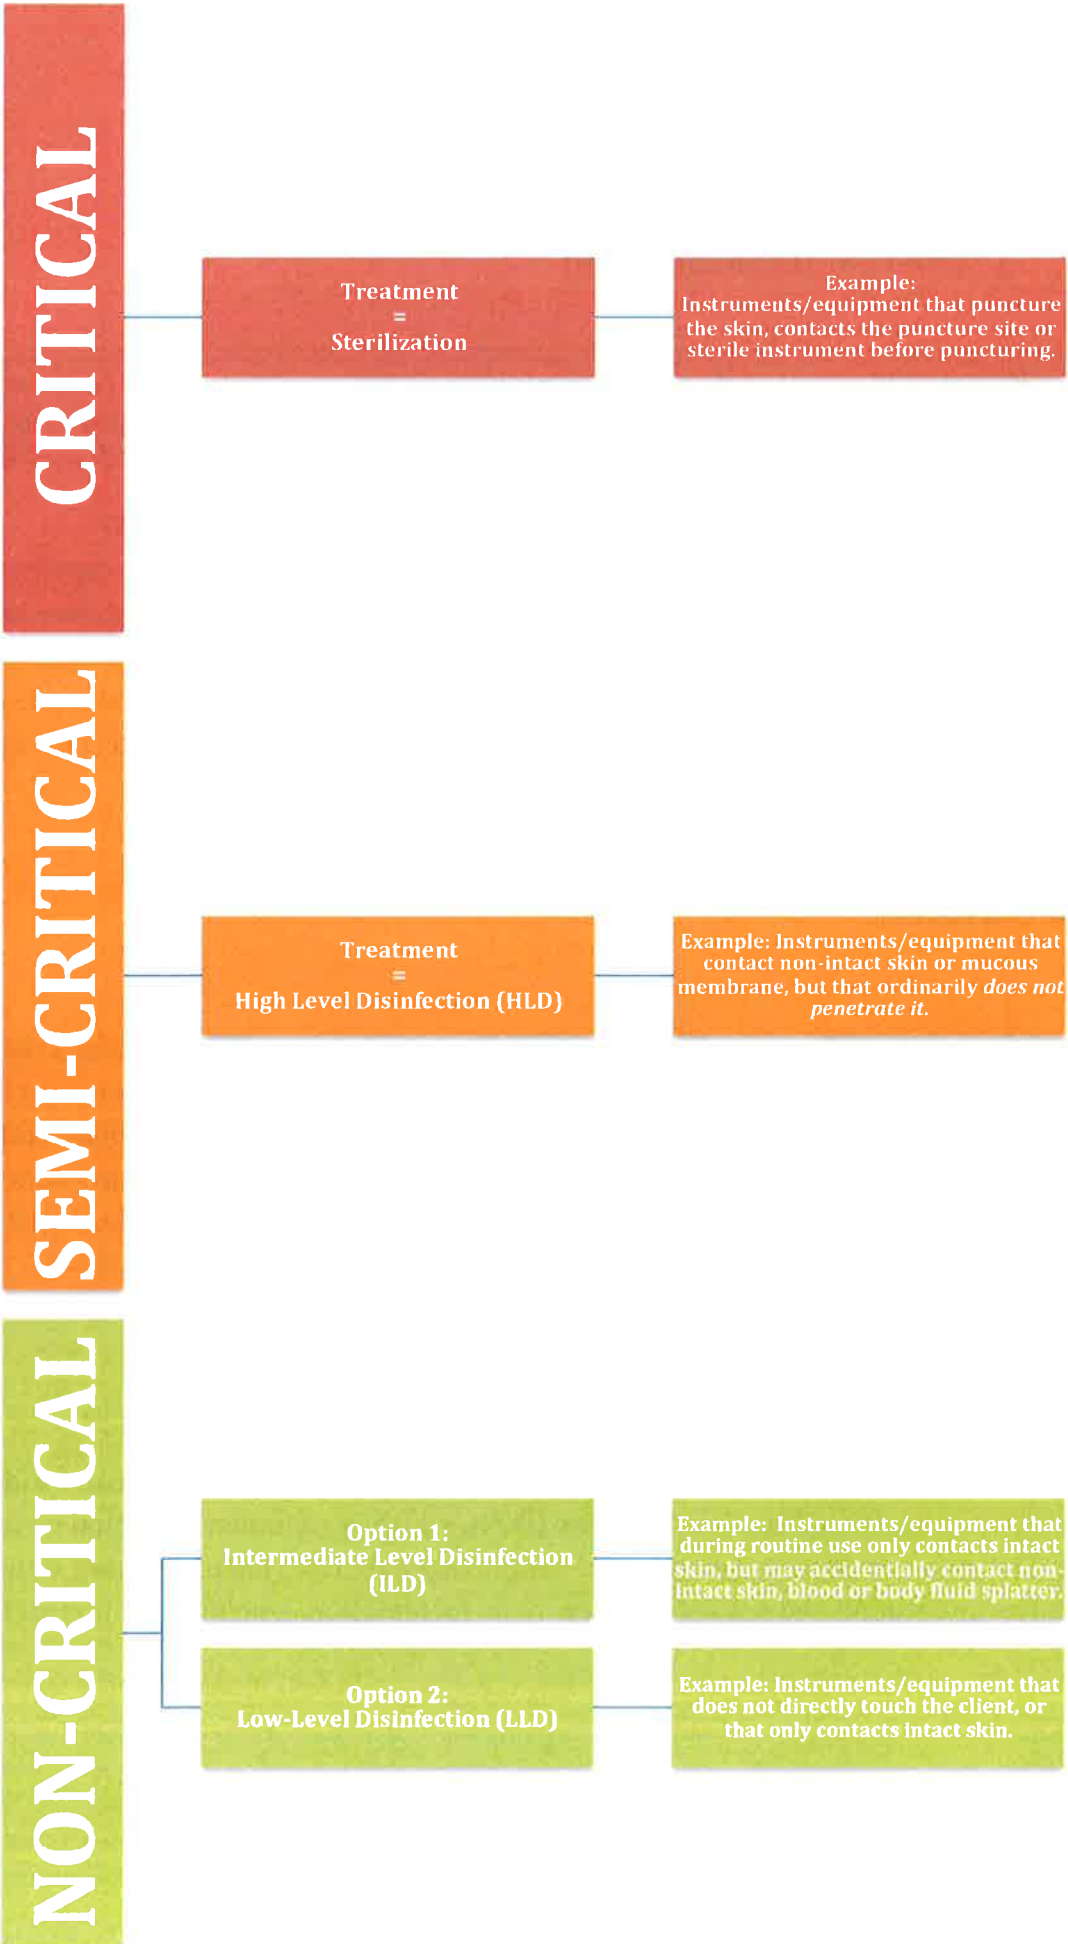 CRITICAL
Treatment
=
Sterilization
Example:
Instruments/equipment that puncture
the skin, contacts the puncture site or
sterile instrument before puncturing.
SEMI-CRITICAL
Treatment
=
High Level Disinfection (HLD)
Example: Instruments/equipment that
contact non-intact skin or mucous
membrane, but that ordinarily does not
penetrate it.
NON-CRITICAL
Option 1:
Intermediate Level Disinfection
(ILD)
Example:  Instruments/equipment that
during routine use only contacts intact
skin, but may accidentially contact non-
intact skin, blood or body fluid splatter.
Option 2:
Low-Level Disinfection (LLD)
Example: Instruments/equipment that
does not directly touch the client, or
that only contacts intact skin.